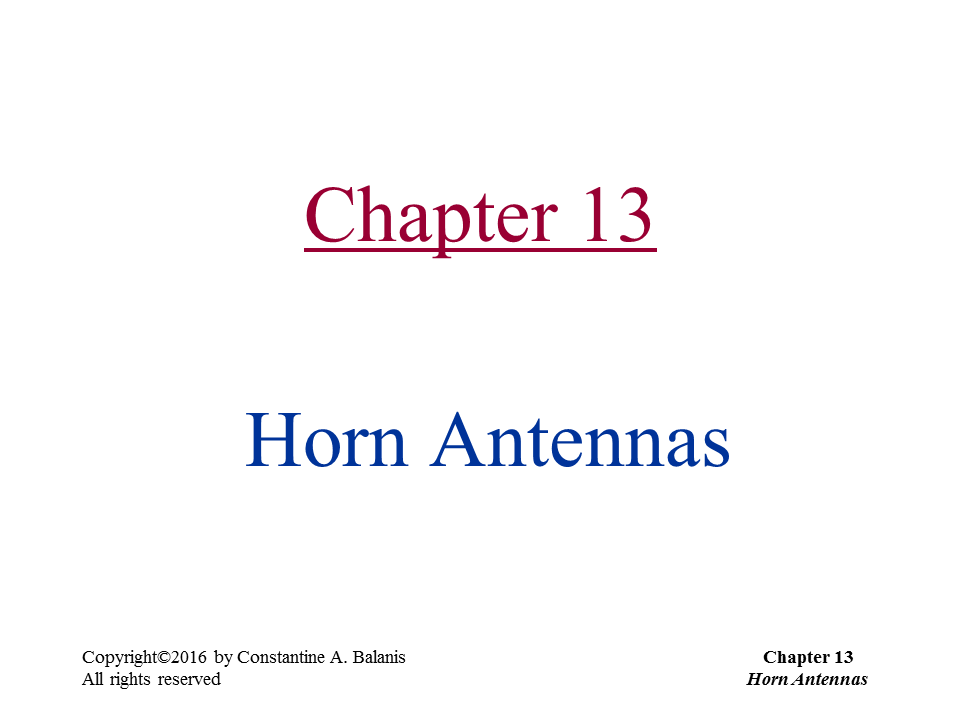 Chapter 13
Horn Antennas
Copyright©2016 by Constantine A. Balanis
All rights reserved
Chapter 13
Horn Antennas